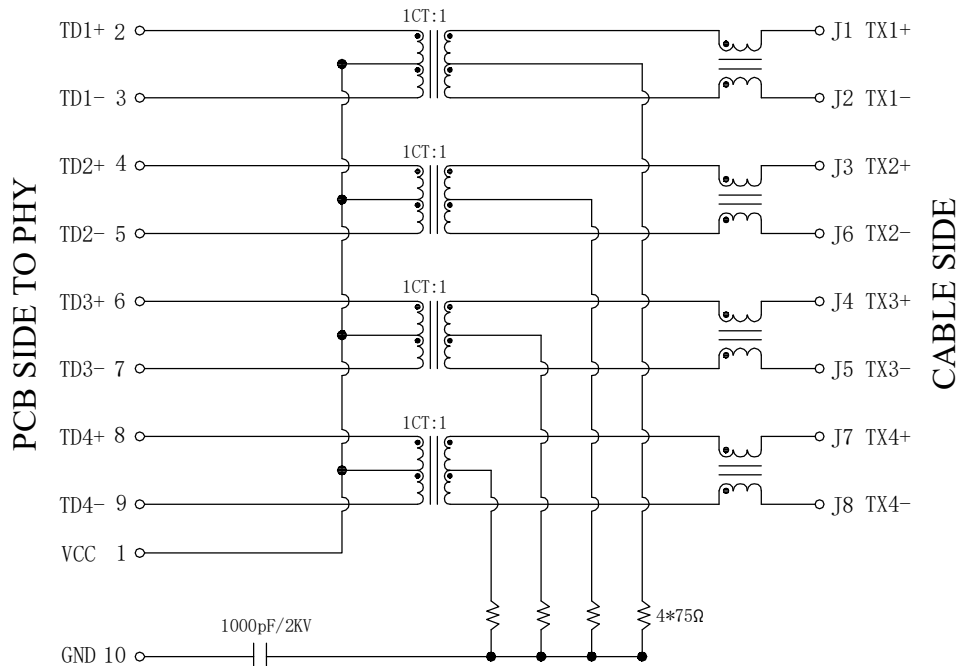 1CT:1
TD1+ 2
J1 TX1+
TD1- 3
J2 TX1-
1CT:1
TD2+ 4
J3 TX2+
TD2- 5
J6 TX2-
PCB SIDE TO PHY
CABLE SIDE
1CT:1
TD3+ 6
J4 TX3+
TD3- 7
J5 TX3-
1CT:1
TD4+ 8
J7 TX4+
TD4- 9
J8 TX4-
VCC 1
4*75Ω
1000pF/2KV
GND 10